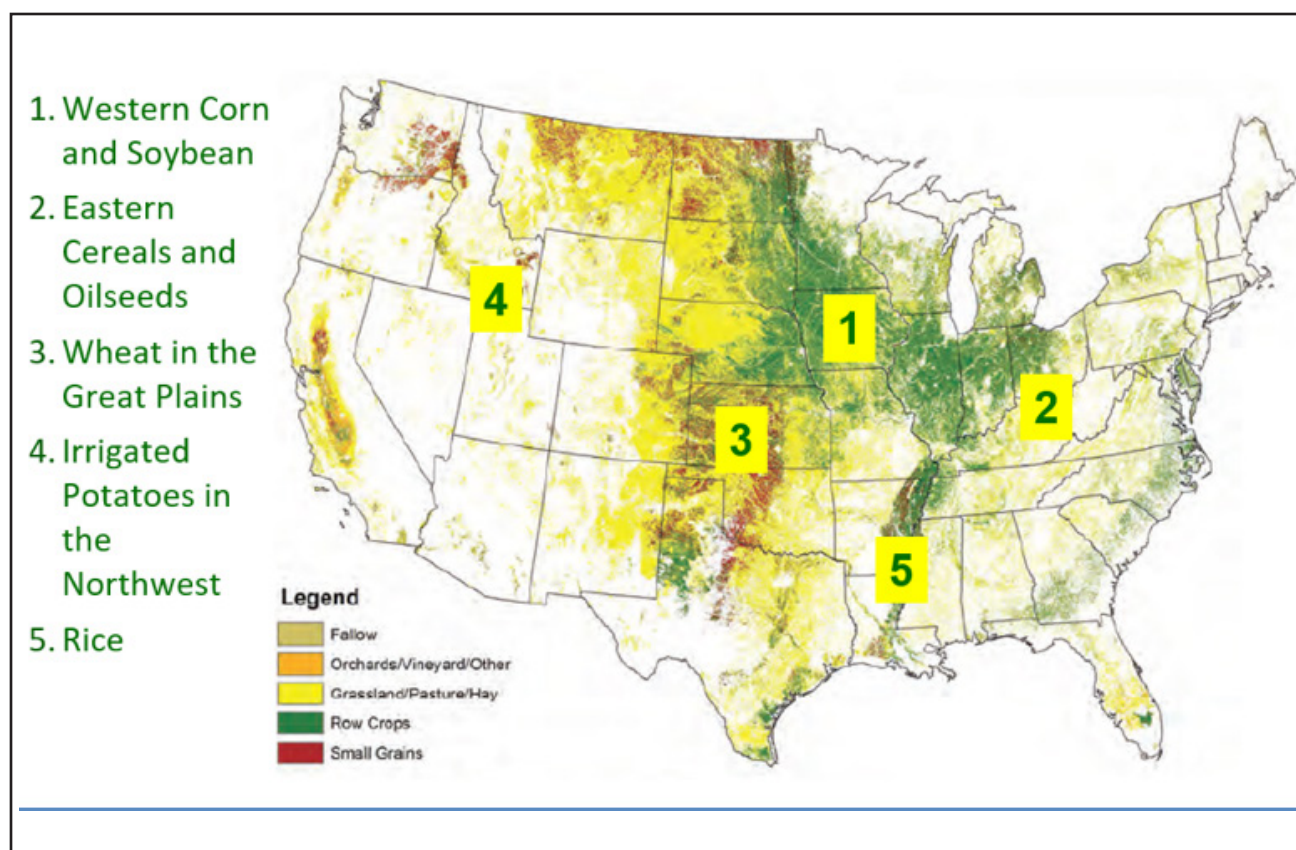 1. Western Corn
and Soybean
2. Eastern
Cereals and
Oilseeds
3. Wheat in the
Great Plains
4. Irrigated
Potatoes in
the
Northwest
5. Rice
4
1
2
3
5
Legend
Fallow
Orchards/Vineyard/Other
Grassland/Pasture/Hay
Row Crops
Small Grains